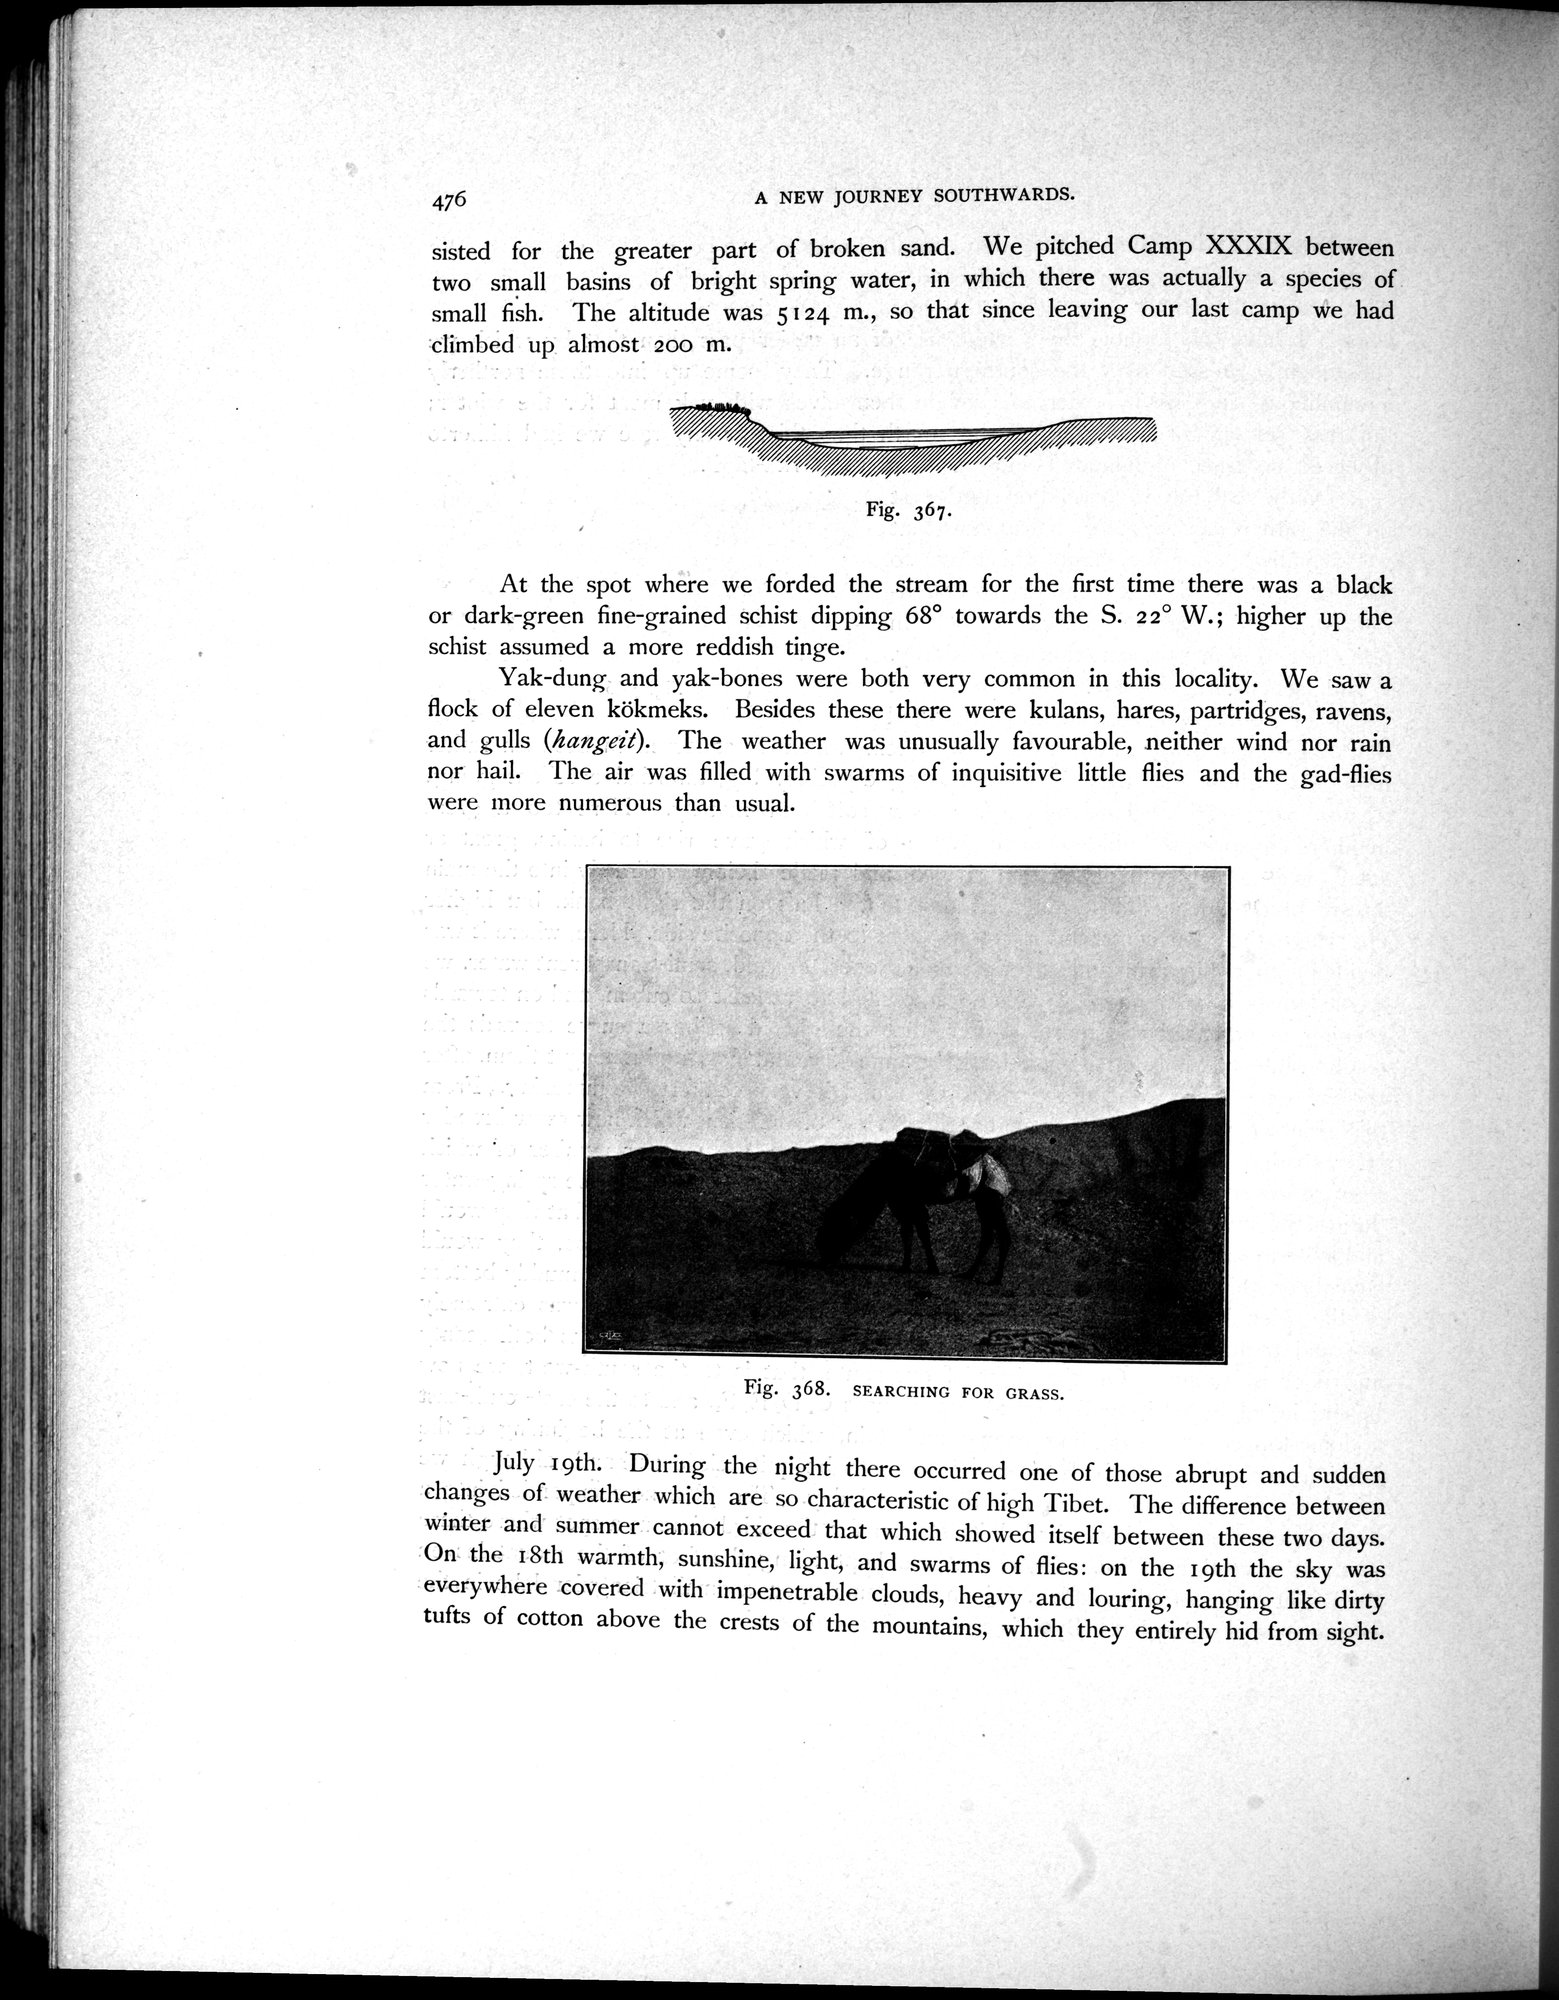 476
A NEW JOURNEY SOUTHWARDS.
sisted for the greater part of broken sand. We pitched Camp XXXIX between
two small basins of bright spring water, in which there was actually a species of
small fish. The altitude was 5124 m., so that since leaving our last camp we had
climbed up almost 200 m.
Fig. 367.
At the spot where we forded the stream for the first time there was a black
or dark-green fine-grained schist dipping 68° towards the S. 22° W.; higher up the
schist assumed a more reddish tinge.
Yak-dung and yak-bones were both very common in this locality. We saw a
flock of eleven kökmeks. Besides these there were kulans, hares, partridges, ravens,
and gulls (hangeit). The weather was unusually favourable, neither wind nor rain
nor hail. The air was filled with swarms of inquisitive little flies and the gad-flies
were more numerous than usual.
Fig. 368. SEARCHING FOR GRASS.
July 19th. During the night there occurred one of those abrupt and sudden
changes of weather which are so characteristic of high Tibet. The difference between
winter and summer cannot exceed that which showed itself between these two days.
On the 18th warmth, sunshine, light, and swarms of flies: on the 19th the sky was
everywhere covered with impenetrable clouds, heavy and louring, hanging like dirty
tufts of cotton above the crests of the mountains, which they entirely hid from sight.